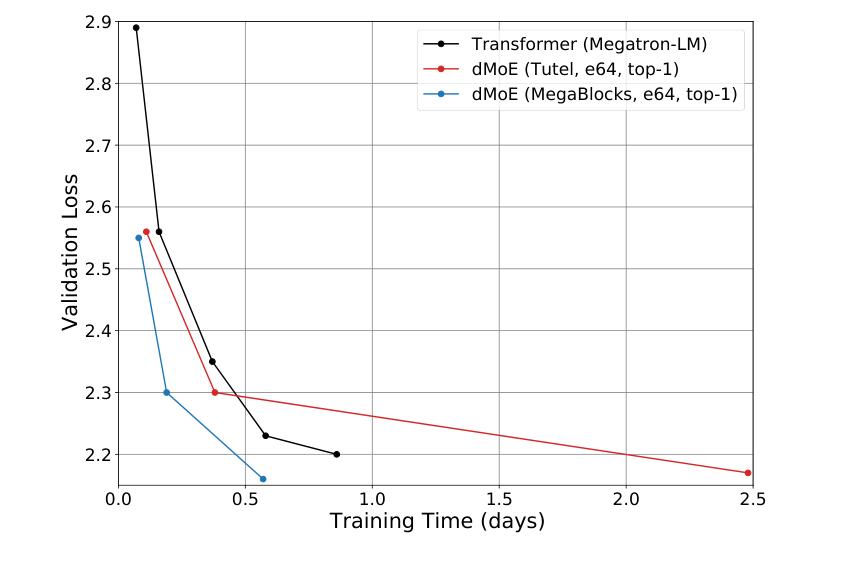 2.9
2.8
2.7
2.6
2.5
2.4
2.3
2.2
Validation Loss
Transformer (Megatron-LM)
dMoE (Tutel, e64, top-1)
dMoE (MegaBlocks, e64, top-1)
0.0 0.5 1.0 1.5 2.0 2.5
Training Time (days)